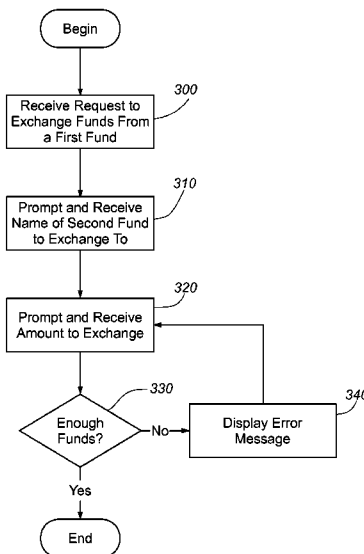 Begin
300
Receive Request to
Exchange Funds From
a First Fund
310
Prompt and Receive
Name of Second Fund
to Exchange To
320
Prompt and Receive
Amount to Exchange
330
Enough
Funds?
No
340
Display Error
Message
Yes
End